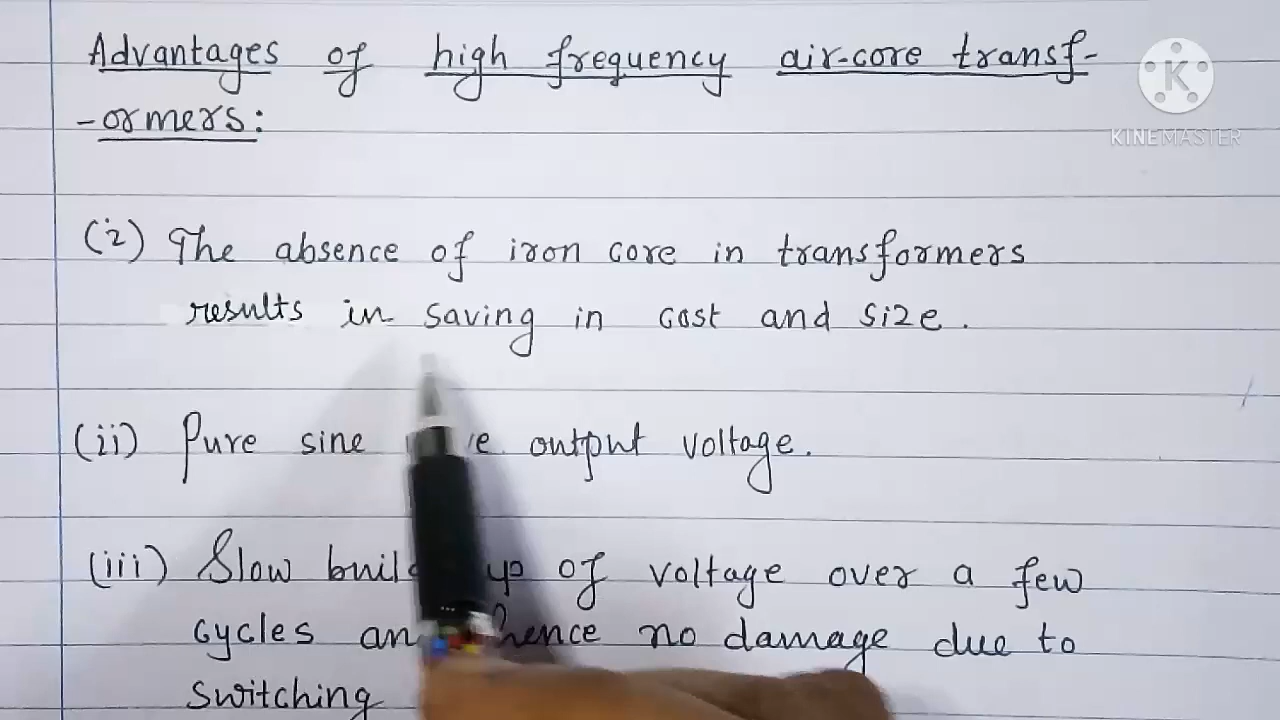 Advantages of high frequency air-core transf-
-ormers:
K
KINEMASTER
(i) The absence of iron core in transformers
results in saving in cost and size.
(ii) Pure sine output voltage.
(iii) Slow of voltage over a few
cycles hence no damage due to
switching